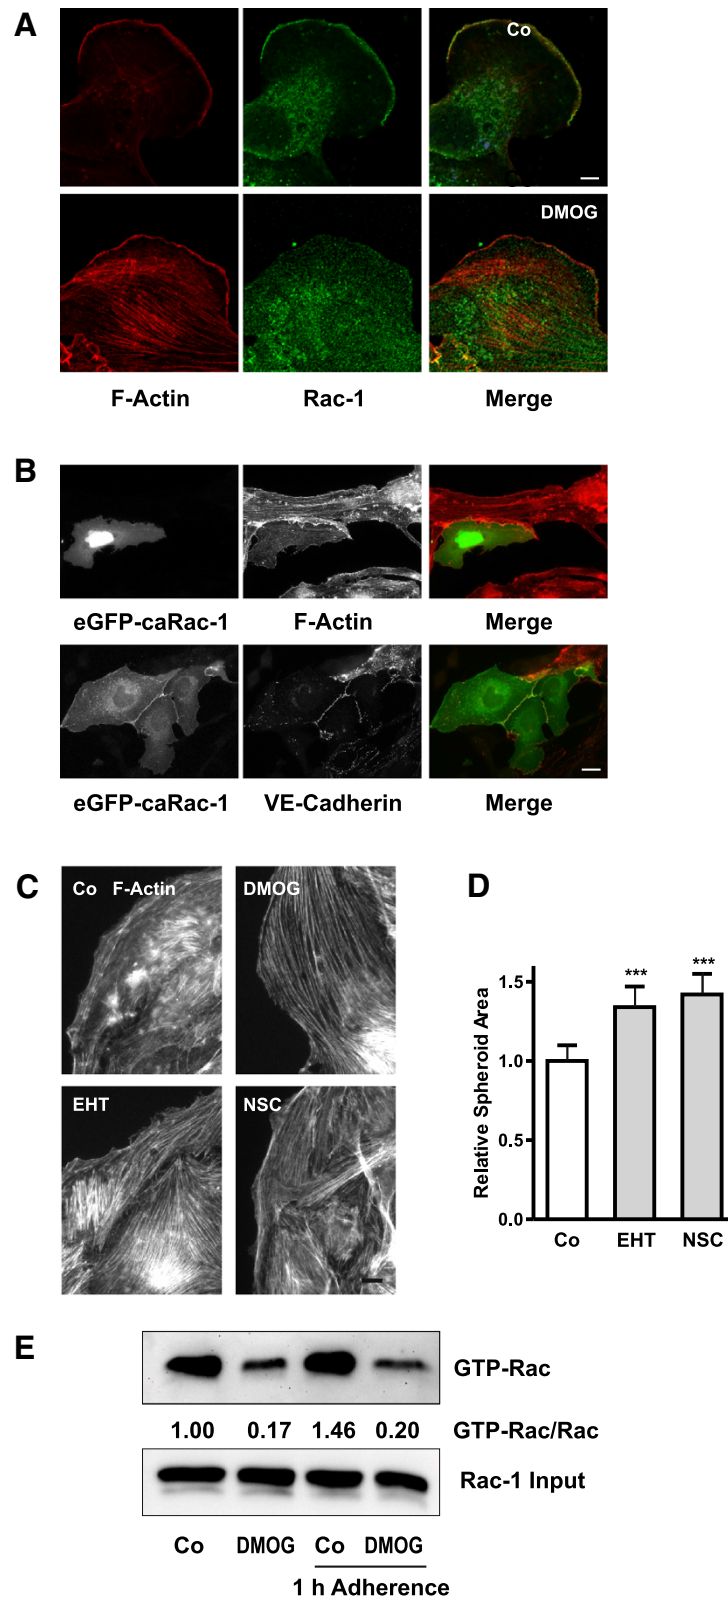 A
Co
DMOG
F-Actin Rac-1 Merge
B
eGFP-caRac-1 F-Actin Merge
eGFP-caRac-1 VE-Cadherin Merge
C
Co F-Actin DMOG
EHT NSC
D
Relative Spheroid Area
1.5
1.0
0.5
0.0
*** ***
Co EHT NSC
E
GTP-Rac
1.00 0.17 1.46 0.20 GTP-Rac/Rac
Rac-1 Input
Co DMOG Co DMOG
1 h Adherence